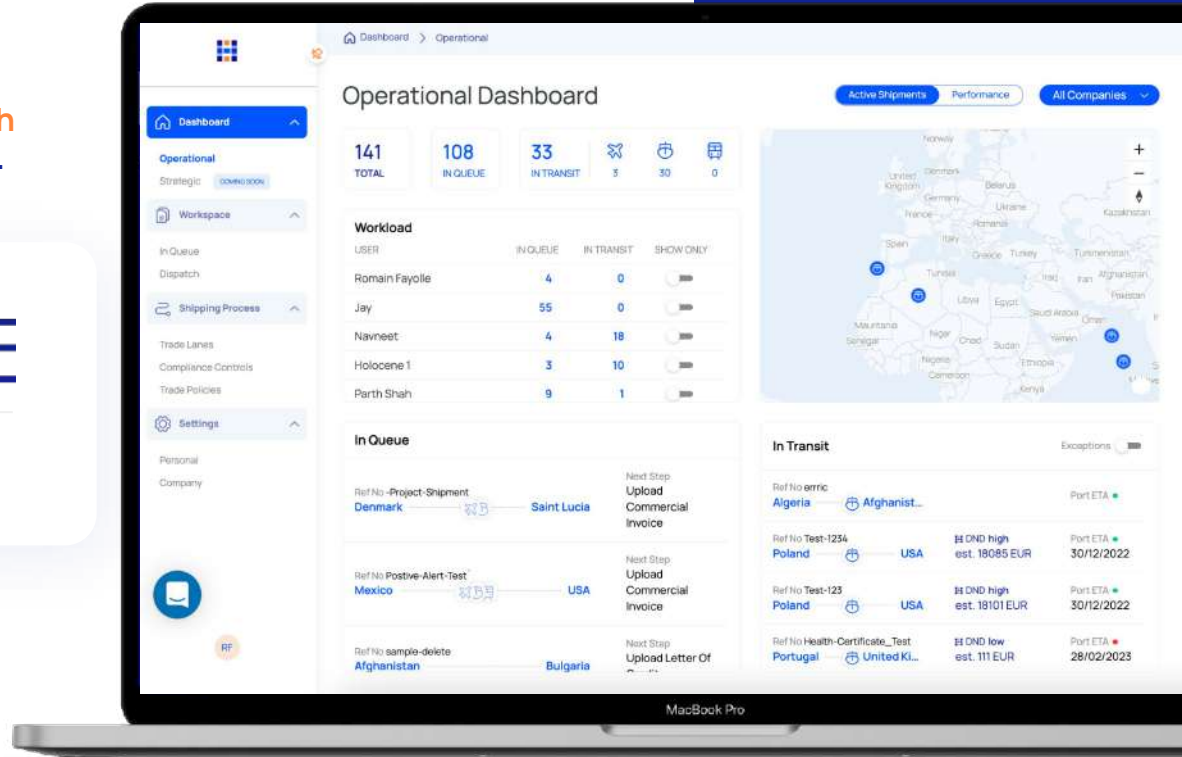 h
Dashboard > Operational
Operational Dashboard
Active Shipments Performance
All Companies
Dashboard
Operational
Strategic COMING SOON
Workspace
In Queue
Dispatch
Shipping Process
Trade Lanes
Compliance Controls
Trade Policies
Settings
Personal
Company
RF
141 108 33
TOTAL IN QUEUE IN TRANSIT 3 30 0
Workload
USER IN QUEUE IN TRANSIT SHOW ONLY
Romain Fayolle 4 0
Jay 55 0
Navneet 4 18
Holocene 1 3 10
Parth Shah 9 1
Norway
United Kingdom
Denmark
Belarus
Germany
Ukraine
Kazakhstan
France
Romania
Spain
Italy
Greece Turkey
Turkmenistan
Tunisia
Iraq Iran Afghanistan
Pakistan
Libya Egypt
Saudi Arabia
Oman
Mauritania
Niger Chad Sudan
Yemen
Senegal
Nigeria
Ethiopia
Cameroon
Kenya
In Queue
Ref No -Project-Shipment
Denmark Saint Lucia
Next Step
Upload
Commercial
Invoice
Ref No Postive-Alert-Test
Mexico USA
Next Step
Upload
Commercial
Invoice
Ref No sample-delete
Afghanistan Bulgaria
Next Step
Upload Letter Of
In Transit Exceptions
Ref No errric
Algeria Afghanist...
Port ETA
Ref No Test-1234
Poland USA
DND high
est. 18085 EUR
Port ETA
30/12/2022
Ref No Test-123
Poland USA
DND high
est. 18101 EUR
Port ETA
30/12/2022
Ref No Health-Certificate_Test
Portugal United Ki...
DND low
est. 111 EUR
Port ETA
28/02/2023
MacBook Pro